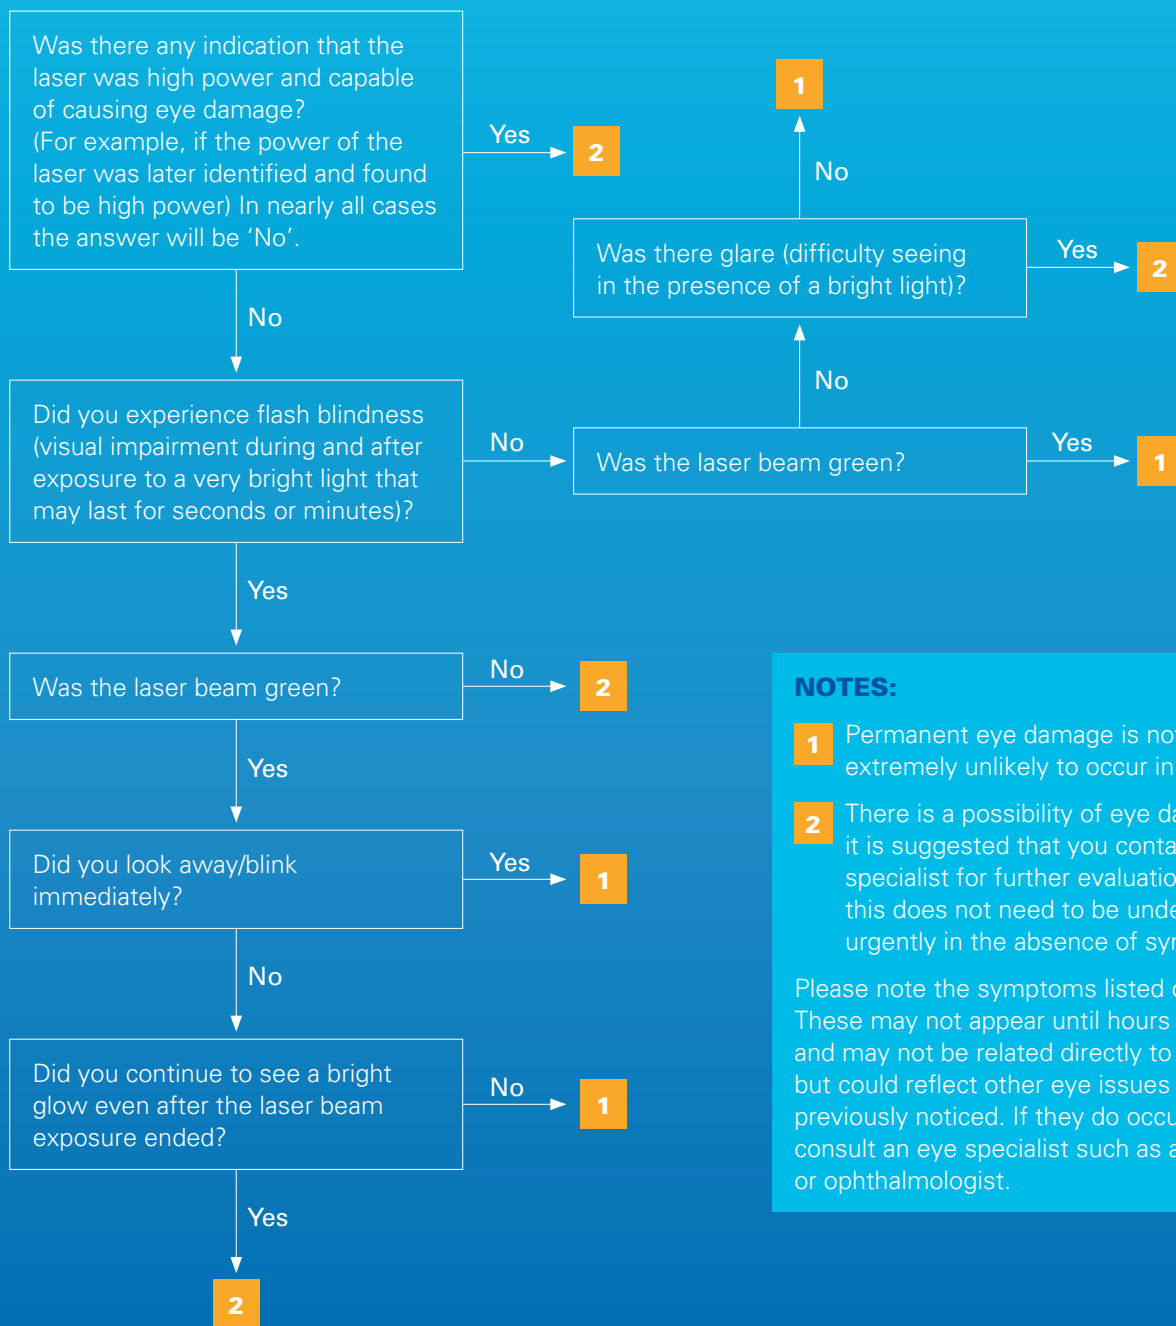 Was there any indication that the
laser was high power and capable
of causing eye damage?
(For example, if the power of the
laser was later identified and found
to be high power) In nearly all cases
the answer will be ‘No’.
Yes
2
No
Did you experience flash blindness
(visual impairment during and after
exposure to a very bright light that
may last for seconds or minutes)?
No
Was the laser beam green?
Yes
1
No
Was there glare (difficulty seeing
in the presence of a bright light)?
Yes
2
No
1
Yes
Was the laser beam green?
No
2
Yes
Did you look away/blink
immediately?
Yes
1
No
Did you continue to see a bright
glow even after the laser beam
exposure ended?
No
1
Yes
2
NOTES:
1 Permanent eye damage is
extremely unlikely to occur in
2 There is a possibility of eye
it is suggested that you
specialist for further
this does not need to be
urgently in the absence of
Please note the symptoms listed
These may not appear until hours
and may not be related directly to
but could reflect other eye issues
previously noticed. If they do
consult an eye specialist such as
or ophthalmologist.